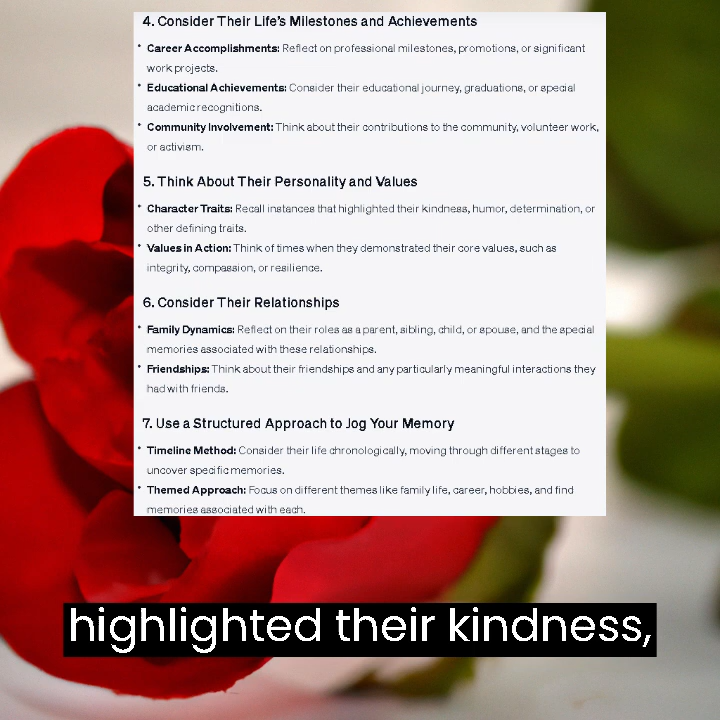 4. Consider Their Life's Milestones and Achievements
• Career Accomplishments: Reflect on professional milestones, promotions, or significant
work projects.
• Educational Achievements: Consider their educational journey, graduations, or special
academic recognitions.
• Community Involvement: Think about their contributions to the community, volunteer work,
or activism.
5. Think About Their Personality and Values
• Character Traits: Recall instances that highlighted their kindness, humor, determination, or
other defining traits.
• Values in Action: Think of times when they demonstrated their core values, such as
integrity, compassion, or resilience.
6. Consider Their Relationships
• Family Dynamics: Reflect on their roles as a parent, sibling, child, or spouse, and the special
memories associated with these relationships.
• Friendships: Think about their friendships and any particularly meaningful interactions they
had with friends.
7. Use a Structured Approach to Jog Your Memory
• Timeline Method: Consider their life chronologically, moving through different stages to
uncover specific memories.
• Themed Approach: Focus on different themes like family life, career, hobbies, and find
memories associated with each.
highlighted their kindness,